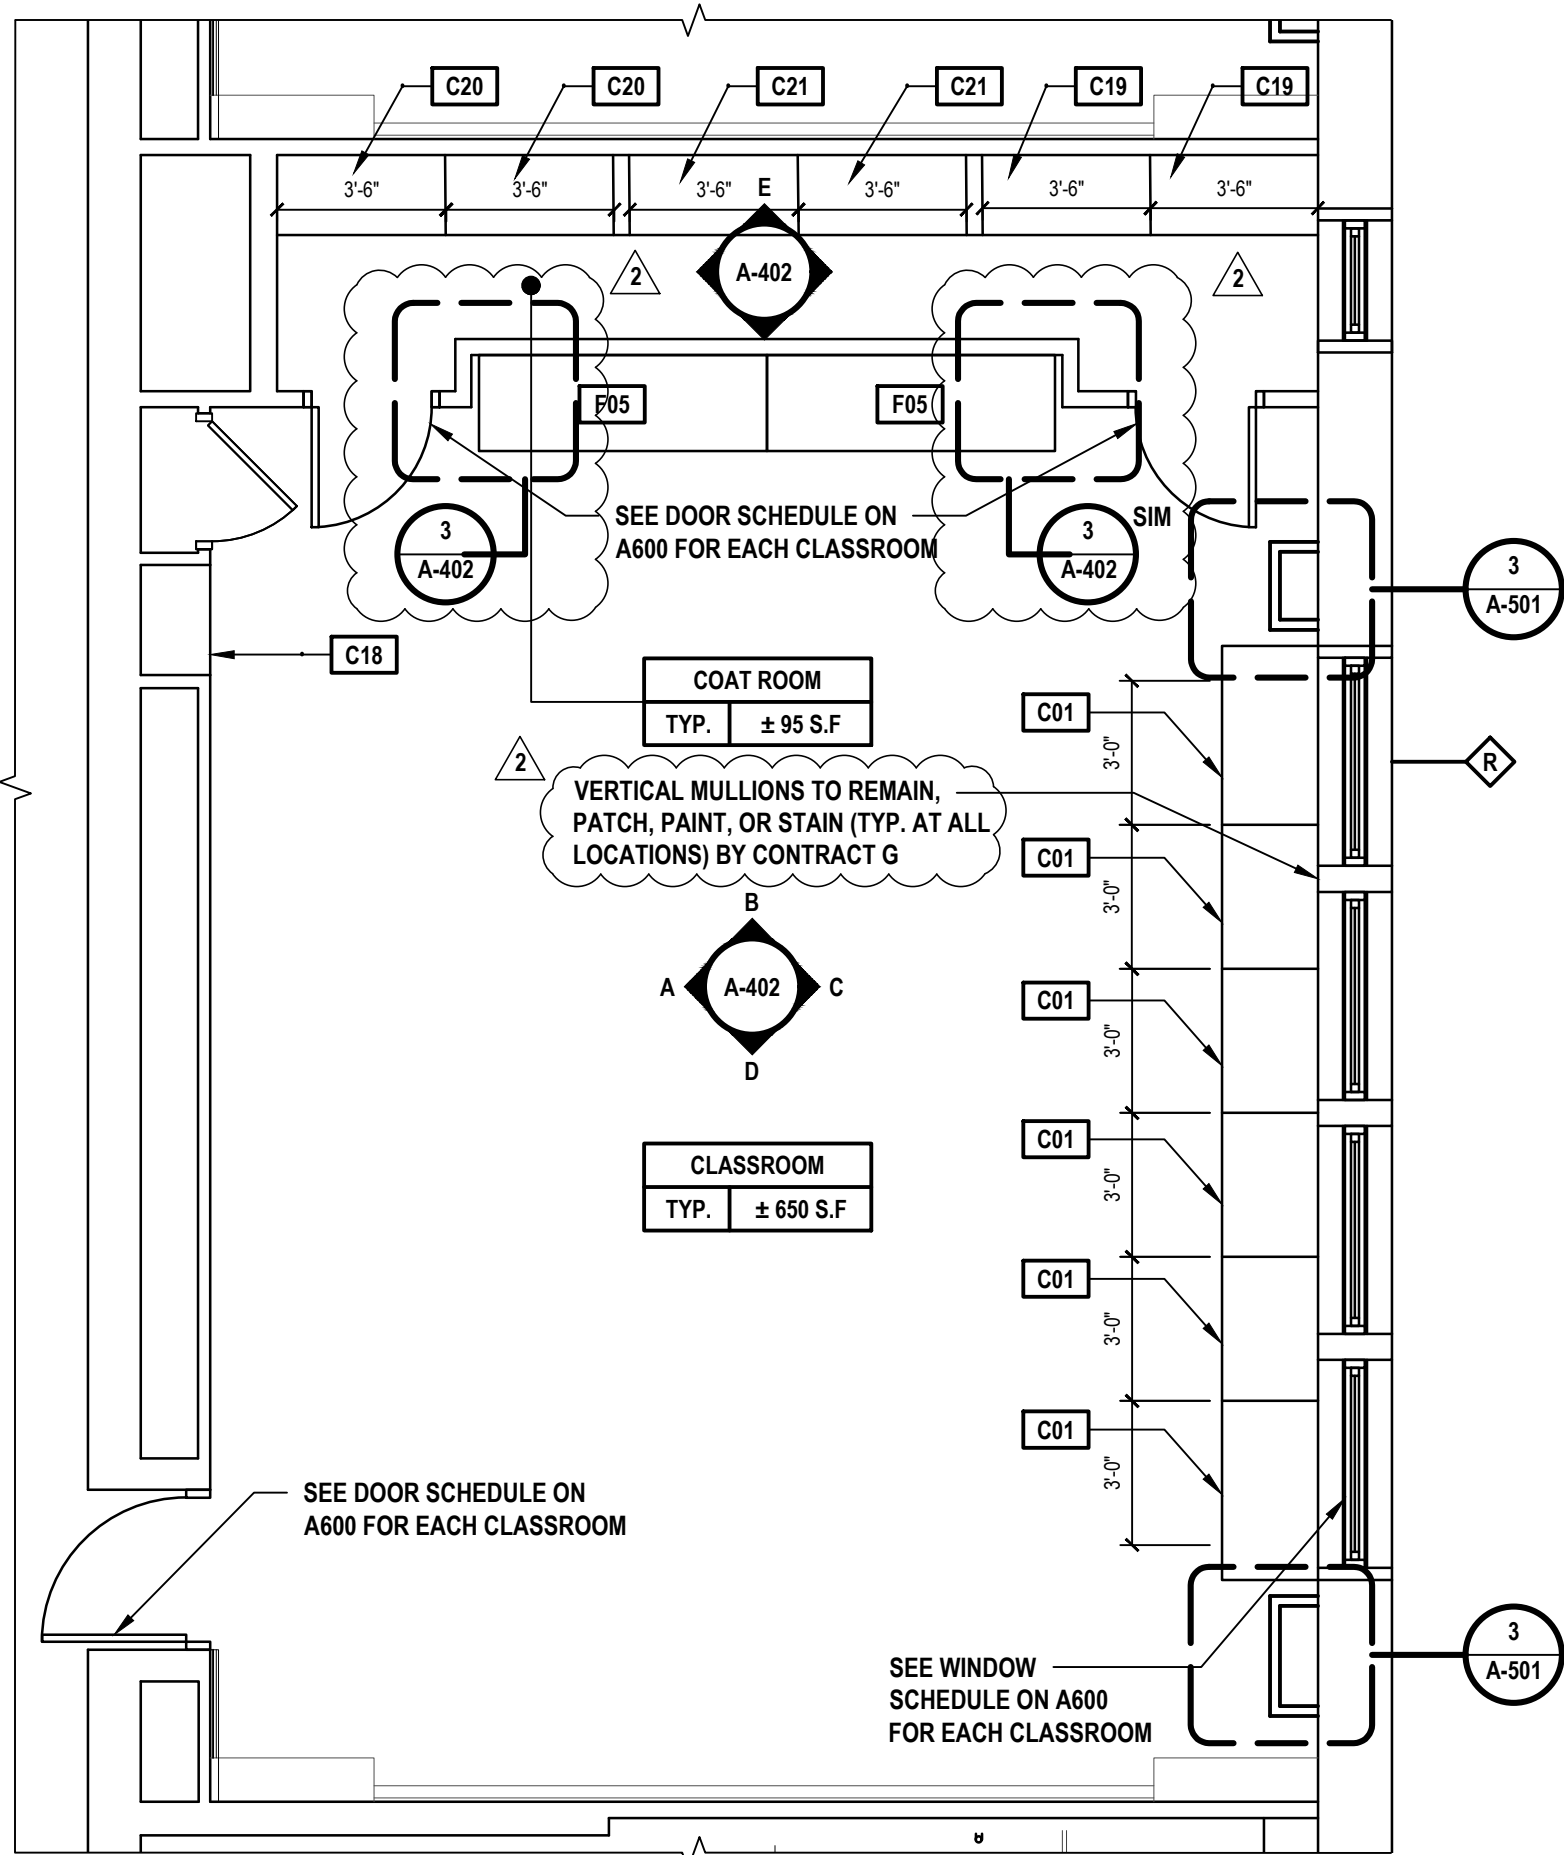 C20
C20
C21
C21
C19
C19
3'-6"
3'-6"
3'-6"
3'-6"
3'-6"
3'-6"
E
A-402
2
2
F05
F05
SEE DOOR SCHEDULE ON
A600 FOR EACH CLASSROOM
3
A-402
3
A-402
SIM
3
A-501
C18
COAT ROOM
TYP.
± 95 S.F
C01
3'-0"
R
2
VERTICAL MULLIONS TO REMAIN,
PATCH, PAINT, OR STAIN (TYP. AT ALL
LOCATIONS) BY CONTRACT G
C01
3'-0"
B
A
A-402
C
D
C01
3'-0"
CLASSROOM
TYP.
± 650 S.F
C01
3'-0"
C01
3'-0"
C01
3'-0"
SEE DOOR SCHEDULE ON
A600 FOR EACH CLASSROOM
SEE WINDOW
SCHEDULE ON A600
FOR EACH CLASSROOM
3
A-501